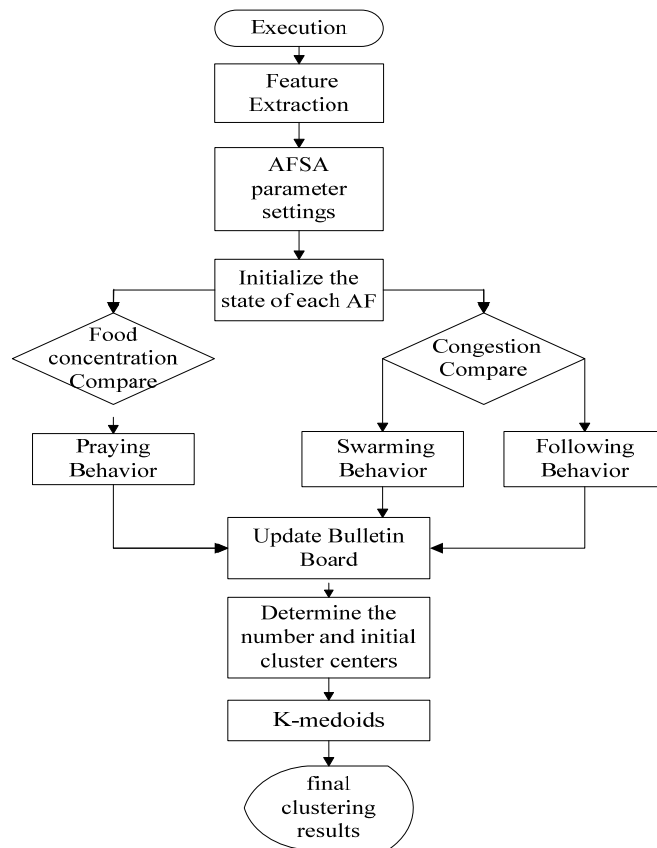 Execution
Feature
Extraction
AFSA
parameter
settings
Initialize the
state of each AF
Food
concentration
Compare
Congestion
Compare
Praying
Behavior
Swarming
Behavior
Following
Behavior
Update Bulletin
Board
Determine the
number and initial
cluster centers
K-medoids
final
clustering
results